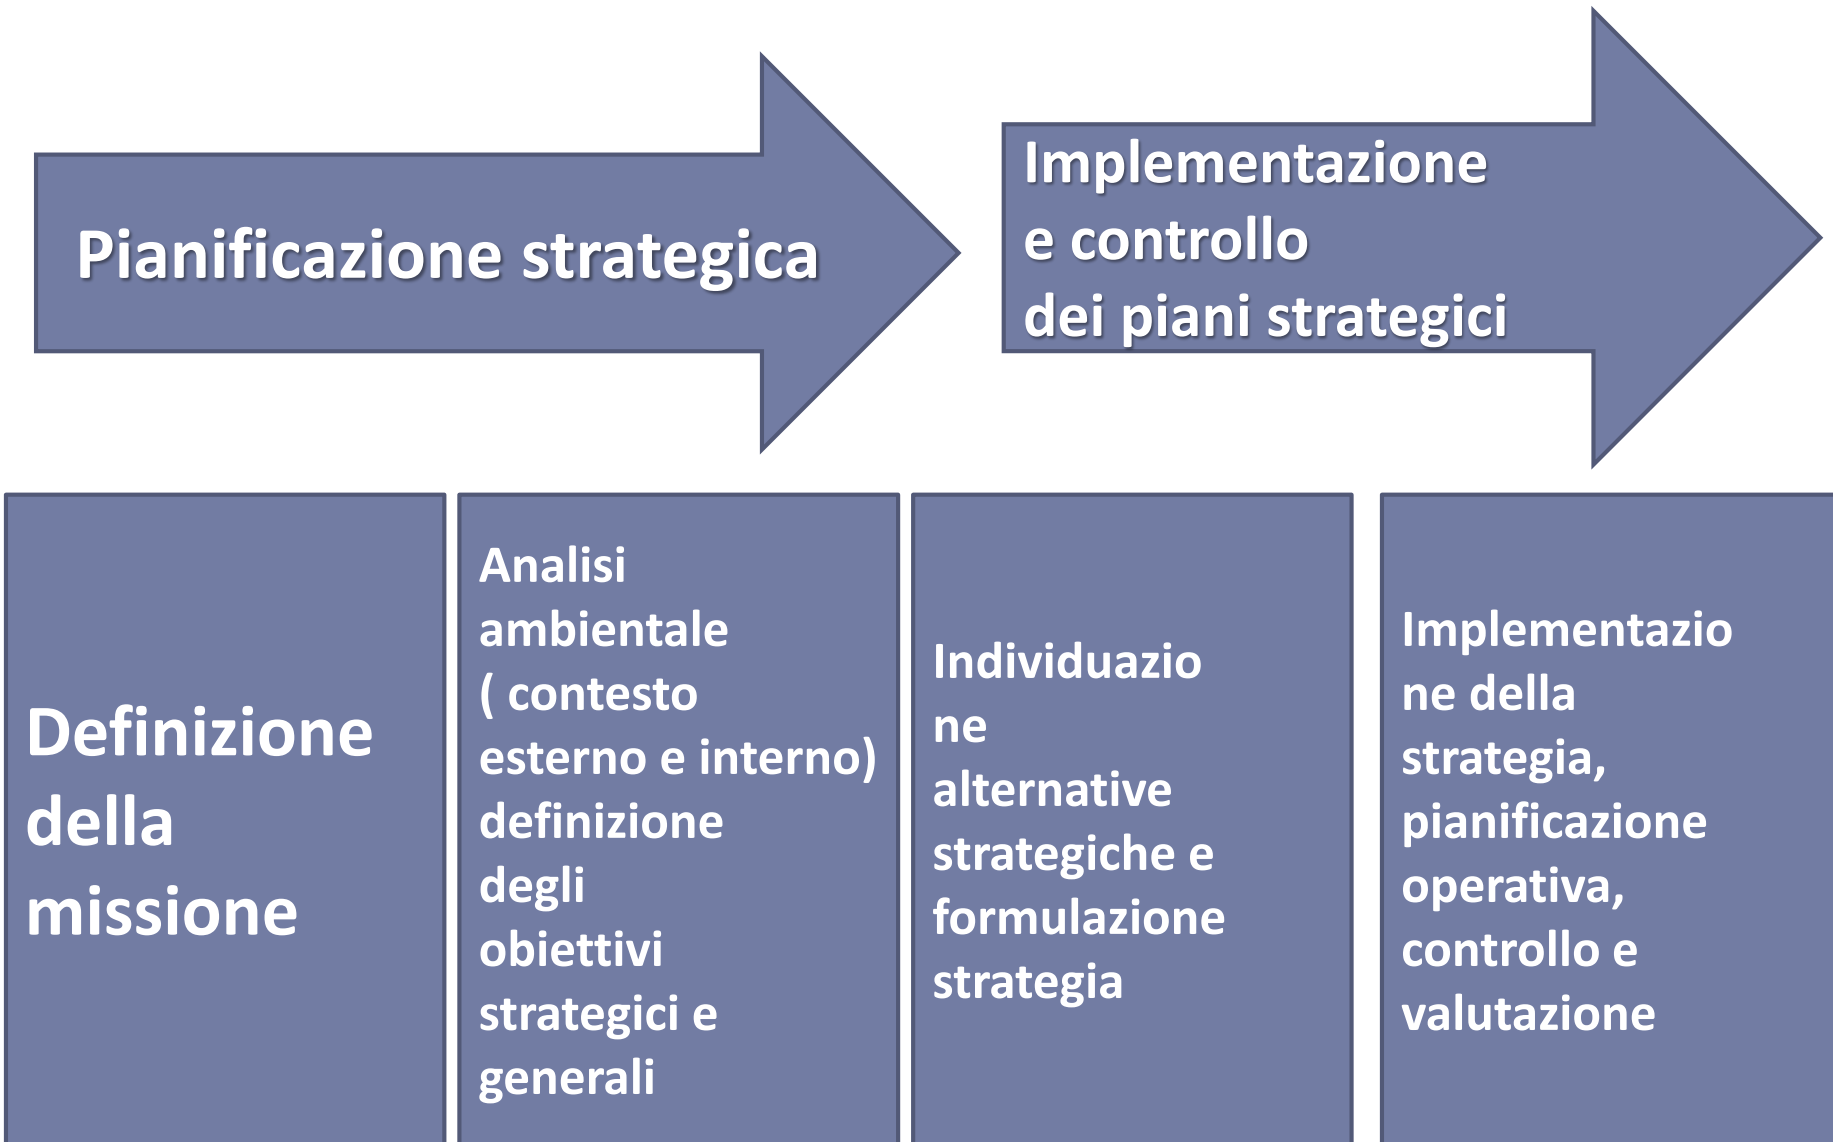 Pianificazione strategica
Implementazione
e controllo
dei piani strategici
Definizione
della
missione
Analisi
ambientale
( contesto
esterno e interno)
definizione
degli
obiettivi
strategici e
generali
Individuazio
ne
alternative
strategiche e
formulazione
strategia
Implementazio
ne della
strategia,
pianificazione
operativa,
controllo e
valutazione